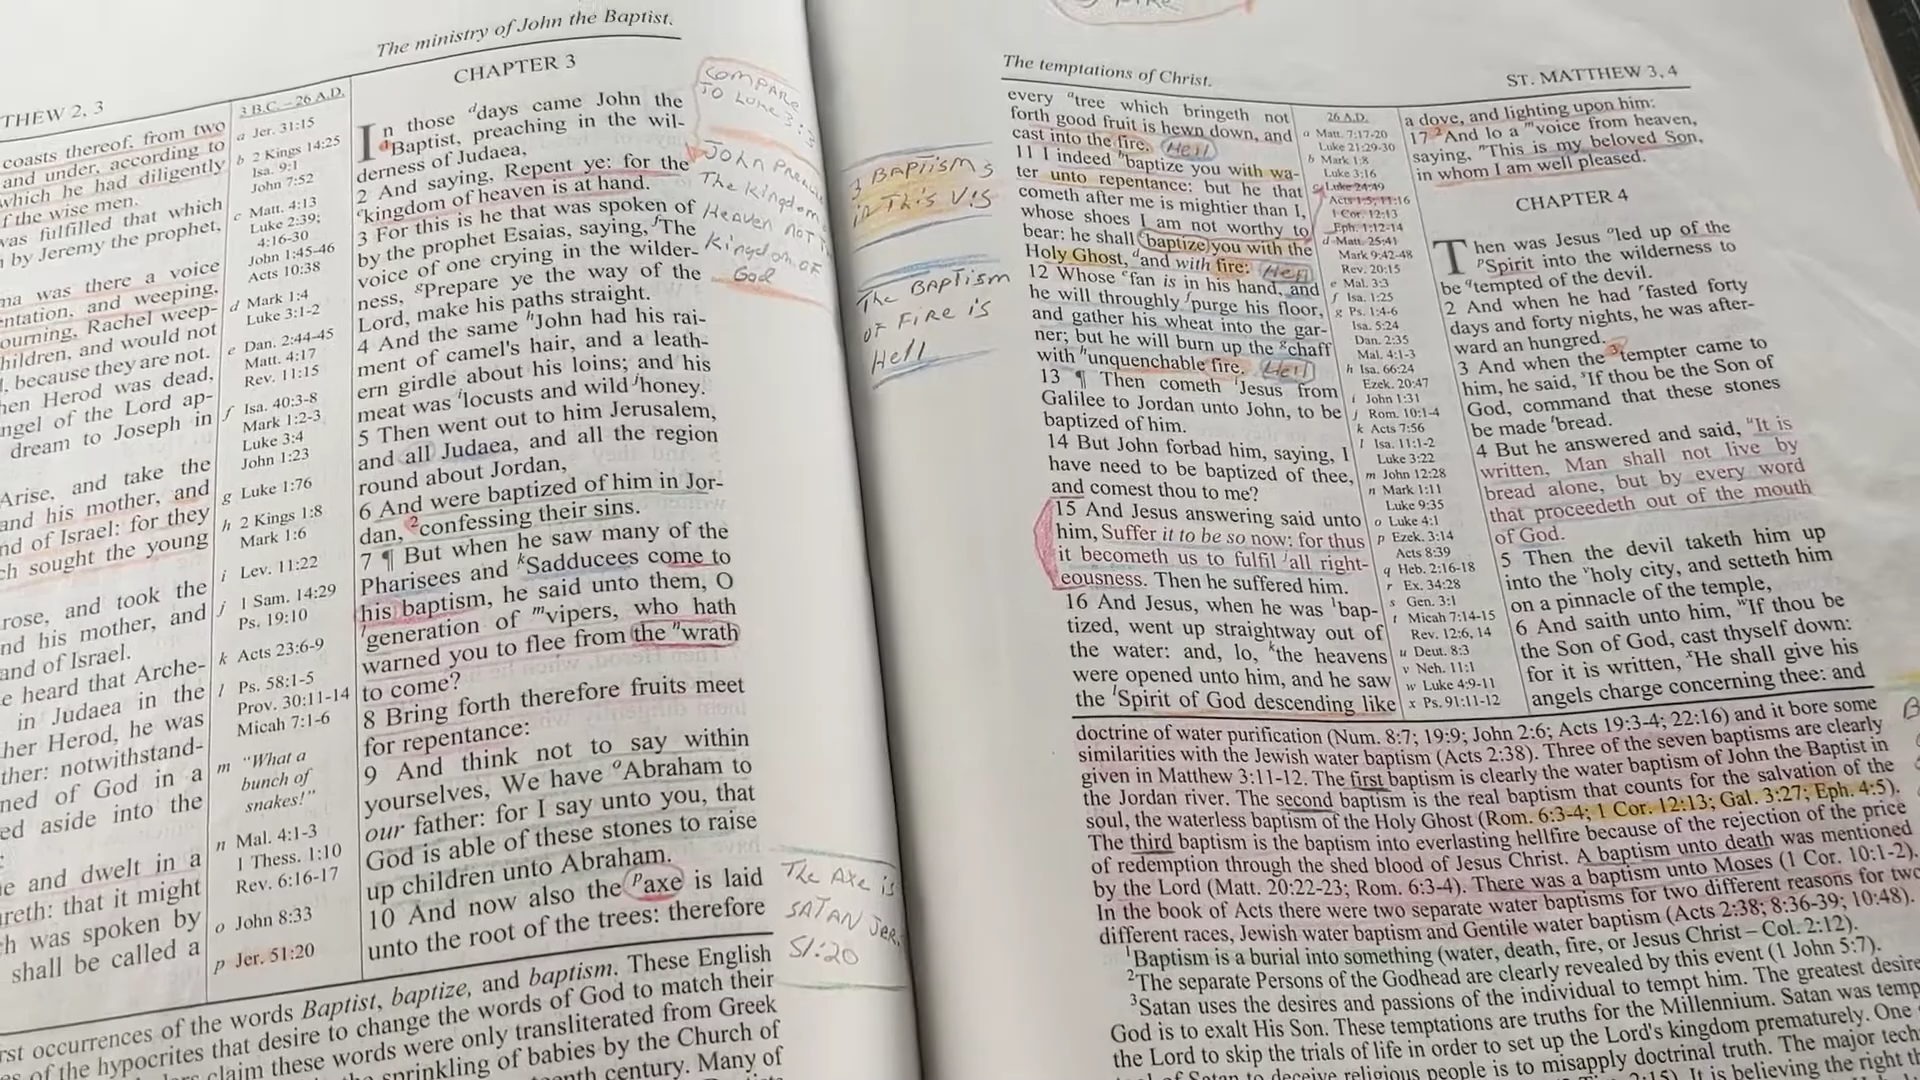 The ministry of John the Baptist.
THEW 2, 3
coasts thereof, from two
and under, according to
which he had diligently
f the wise men.
was fulfilled that which
by Jeremy the prophet,
ma was there a voice
entation, and weeping,
ourning, Rachel weep-
hildren, and would not
, because they are not.
hen Herod was dead,
ngel of the Lord ap-
dream to Joseph in
Arise, and take the
and his mother, and
nd of Israel: for they
ch sought the young
rose, and took the
nd his mother, and
and of Israel.
e heard that Arche-
in Judaea in the
her Herod, he was
ther: notwithstand-
ned of God in a
ed aside into the
e and dwelt in a
areth: that it might
h was spoken by
shall be called a
3 B.C. – 26 A.D.
a Jer. 31:15
b 2 Kings 14:25
Isa. 9:1
John 7:52
c Matt. 4:13
Luke 2:39;
4:16-30
John 1:45-46
Acts 10:38
d Mark 1:4
Luke 3:1-2
e Dan. 2:44-45
Matt. 4:17
Rev. 11:15
f Isa. 40:3-8
Mark 1:2-3
Luke 3:4
John 1:23
g Luke 1:76
h 2 Kings 1:8
Mark 1:6
i Lev. 11:22
j 1 Sam. 14:29
Ps. 19:10
k Acts 23:6-9
l Ps. 58:1-5
Prov. 30:11-14
Micah 7:1-6
m "What a
bunch of
snakes!"
n Mal. 4:1-3
1 Thess. 1:10
Rev. 6:16-17
o John 8:33
p Jer. 51:20
CHAPTER 3
In those ddays came John the
1Baptist, preaching in the wil-
derness of Judaea,
2 And saying, Repent ye: for the
ekingdom of heaven is at hand.
3 For this is he that was spoken of
by the prophet Esaias, saying, fThe
voice of one crying in the wilder-
ness, gPrepare ye the way of the
Lord, make his paths straight.
4 And the same hJohn had his rai-
ment of camel's hair, and a leath-
ern girdle about his loins; and his
meat was ilocusts and wild jhoney.
5 Then went out to him Jerusalem,
and all Judaea, and all the region
round about Jordan,
6 And were baptized of him in Jor-
dan, 2confessing their sins.
7 ¶ But when he saw many of the
Pharisees and kSadducees come to
his baptism, he said unto them, O
lgeneration of mvipers, who hath
warned you to flee from the nwrath
to come?
8 Bring forth therefore fruits meet
for repentance:
9 And think not to say within
yourselves, We have oAbraham to
our father: for I say unto you, that
God is able of these stones to raise
up children unto Abraham.
10 And now also the paxe is laid
unto the root of the trees: therefore
rst occurrences of the words Baptist, baptize, and baptism. These English
es of the hypocrites that desire to change the words of God to match their
claim these words were only transliterated from Greek
sprinkling of babies by the Church of
century. Many of
COMPARE
TO LUKE 3:3
John
The Kingdom
Heaven not
Kingdom of
God
The Axe is
SATAN Jer.
51:20
3 BAPTISMS
in This V:S
The BAPTISM
OF FIRE is
Hell
FIRE
The temptations of Christ.
ST. MATTHEW 3, 4
every atree which bringeth not
forth good fruit is hewn down, and
cast into the fire. Hell
11 I indeed bbaptize you with wa-
ter unto repentance: but he that
cometh after me is mightier than I,
whose shoes I am not worthy to
bear: he shall cbaptize you with the
Holy Ghost, dand with fire: Hell
12 Whose efan is in his hand, and
he will throughly fpurge his floor,
and gather his wheat into the gar-
ner; but he will burn up the gchaff
with hunquenchable fire. Hell
13 ¶ Then cometh iJesus from
Galilee to Jordan unto John, to be
baptized of him.
14 But John forbad him, saying, I
have need to be baptized of thee,
and comest thou to me?
15 And Jesus answering said unto
him, Suffer it to be so now: for thus
it becometh us to fulfil jall right-
eousness. Then he suffered him.
16 And Jesus, when he was 1bap-
tized, went up straightway out of
the water: and, lo, kthe heavens
were opened unto him, and he saw
the lSpirit of God descending like
26 A.D.
a Matt. 7:17-20
Luke 21:29-30
b Mark 1:8
Luke 3:16
c Luke 24:49
Acts 1:5; 11:16
1 Cor. 12:13
Eph. 1:12-14
d Matt. 25:41
Mark 9:42-48
Rev. 20:15
e Mal. 3:3
f Isa. 1:25
g Ps. 1:4-6
Isa. 5:24
Dan. 2:35
Mal. 4:1-3
h Isa. 66:24
Ezek. 20:47
i John 1:31
j Rom. 10:1-4
k Acts 7:56
l Isa. 11:1-2
Luke 3:22
m John 12:28
n Mark 1:11
Luke 9:35
o Luke 4:1
p Ezek. 3:14
Acts 8:39
q Heb. 2:16-18
r Ex. 34:28
s Gen. 3:1
t Micah 7:14-15
Rev. 12:6, 14
u Deut. 8:3
v Neh. 11:1
w Luke 4:9-11
x Ps. 91:11-12
a dove, and lighting upon him:
17 2And lo a mvoice from heaven,
saying, nThis is my beloved Son,
in whom I am well pleased.
CHAPTER 4
Then was Jesus oled up of the
pSpirit into the wilderness to
be qtempted of the devil.
2 And when he had rfasted forty
days and forty nights, he was after-
ward an hungred.
3 And when the 3tempter came to
him, he said, sIf thou be the Son of
God, command that these stones
be made tbread.
4 But he answered and said, uIt is
written, Man shall not live by
bread alone, but by every word
that proceedeth out of the mouth
of God.
5 Then the devil taketh him up
into the vholy city, and setteth him
on a pinnacle of the temple,
6 And saith unto him, wIf thou be
the Son of God, cast thyself down:
for it is written, xHe shall give his
angels charge concerning thee: and
doctrine of water purification (Num. 8:7; 19:9; John 2:6; Acts 19:3-4; 22:16) and it bore some
similarities with the Jewish water baptism (Acts 2:38). Three of the seven baptisms are clearly
given in Matthew 3:11-12. The first baptism is clearly the water baptism of John the Baptist in
the Jordan river. The second baptism is the real baptism that counts for the salvation of the
soul, the waterless baptism of the Holy Ghost (Rom. 6:3-4; 1 Cor. 12:13; Gal. 3:27; Eph. 4:5).
The third baptism is the baptism into everlasting hellfire because of the rejection of the price
of redemption through the shed blood of Jesus Christ. A baptism unto death was mentioned
by the Lord (Matt. 20:22-23; Rom. 6:3-4). There was a baptism unto Moses (1 Cor. 10:1-2).
In the book of Acts there were two separate water baptisms for two different reasons for two
different races, Jewish water baptism and Gentile water baptism (Acts 2:38; 8:36-39; 10:48).
1Baptism is a burial into something (water, death, fire, or Jesus Christ – Col. 2:12).
2The separate Persons of the Godhead are clearly revealed by this event (1 John 5:7).
3Satan uses the desires and passions of the individual to tempt him. The greatest desire
God is to exalt His Son. These temptations are truths for the Millennium. Satan was temp
the Lord to skip the trials of life in order to set up the Lord's kingdom prematurely. One
of Satan to deceive religious people is to misapply doctrinal truth. The major tech
It is believing the right th